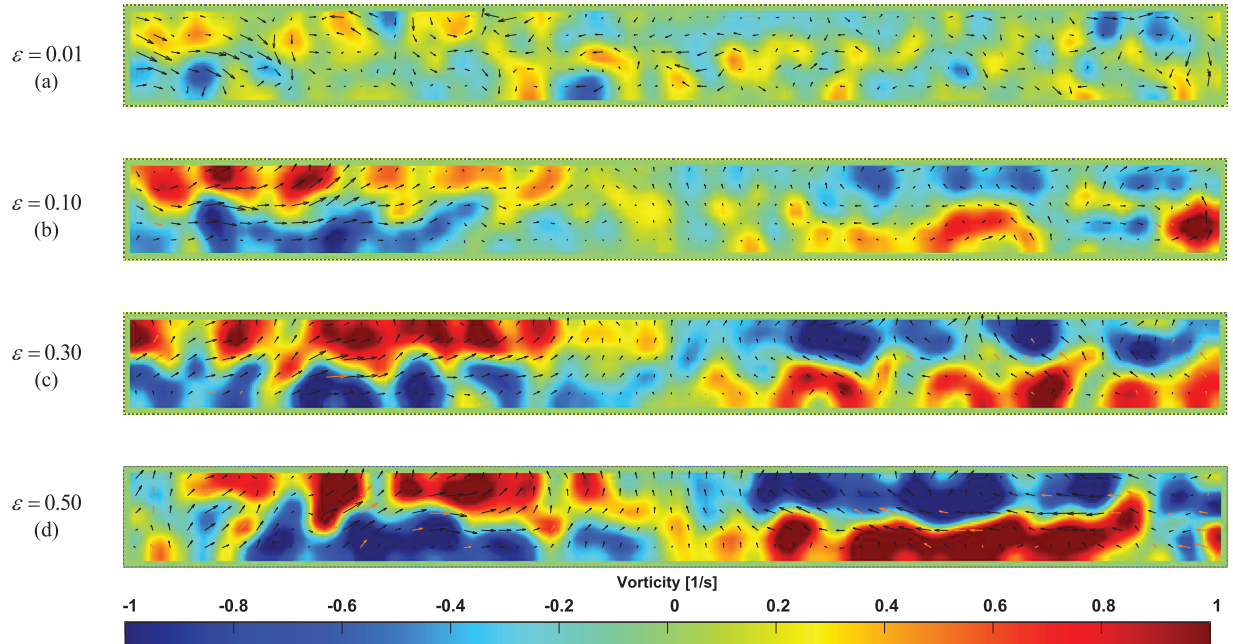 ε = 0.01
(a)
ε = 0.10
(b)
ε = 0.30
(c)
ε = 0.50
(d)
Vorticity [1/s]
-1 -0.8 -0.6 -0.4 -0.2 0 0.2 0.4 0.6 0.8 1